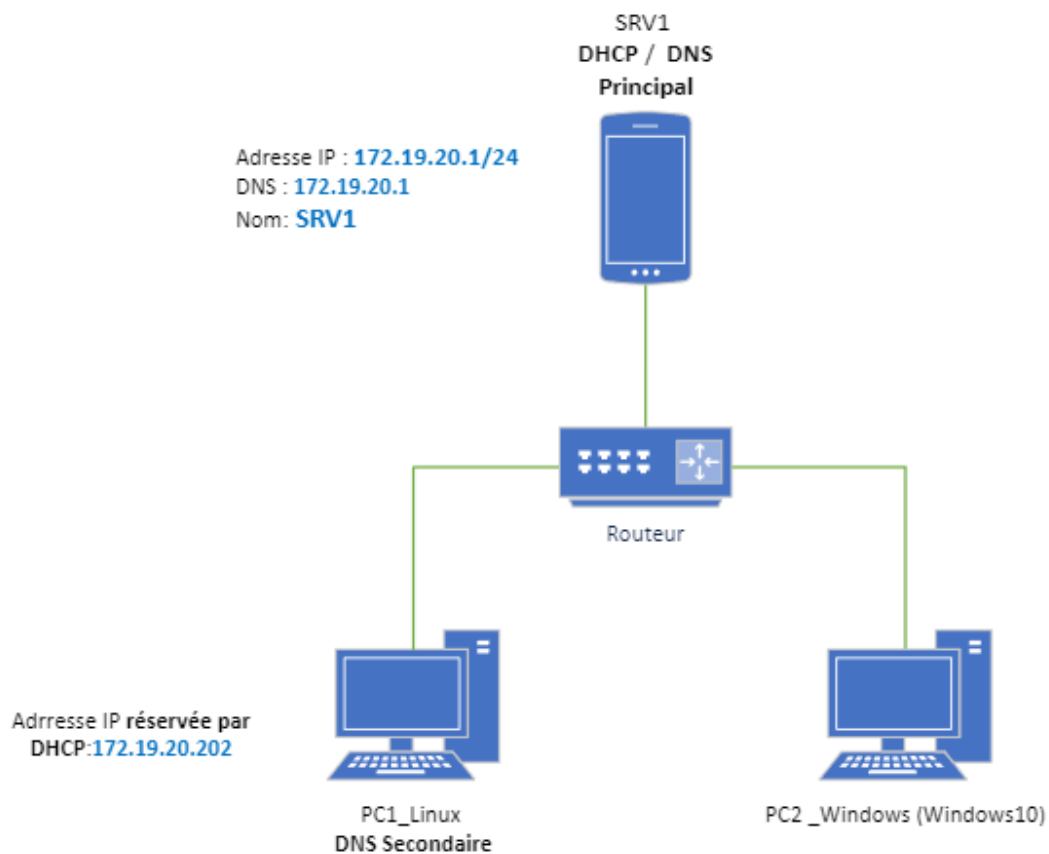 SRV1
DHCP / DNS
Principal
Adresse IP : 172.19.20.1/24
DNS : 172.19.20.1
Nom: SRV1
Routeur
Adrresse IP réservée par
DHCP:172.19.20.202
PC1_Linux
DNS Secondaire
PC2 _Windows (Windows10)